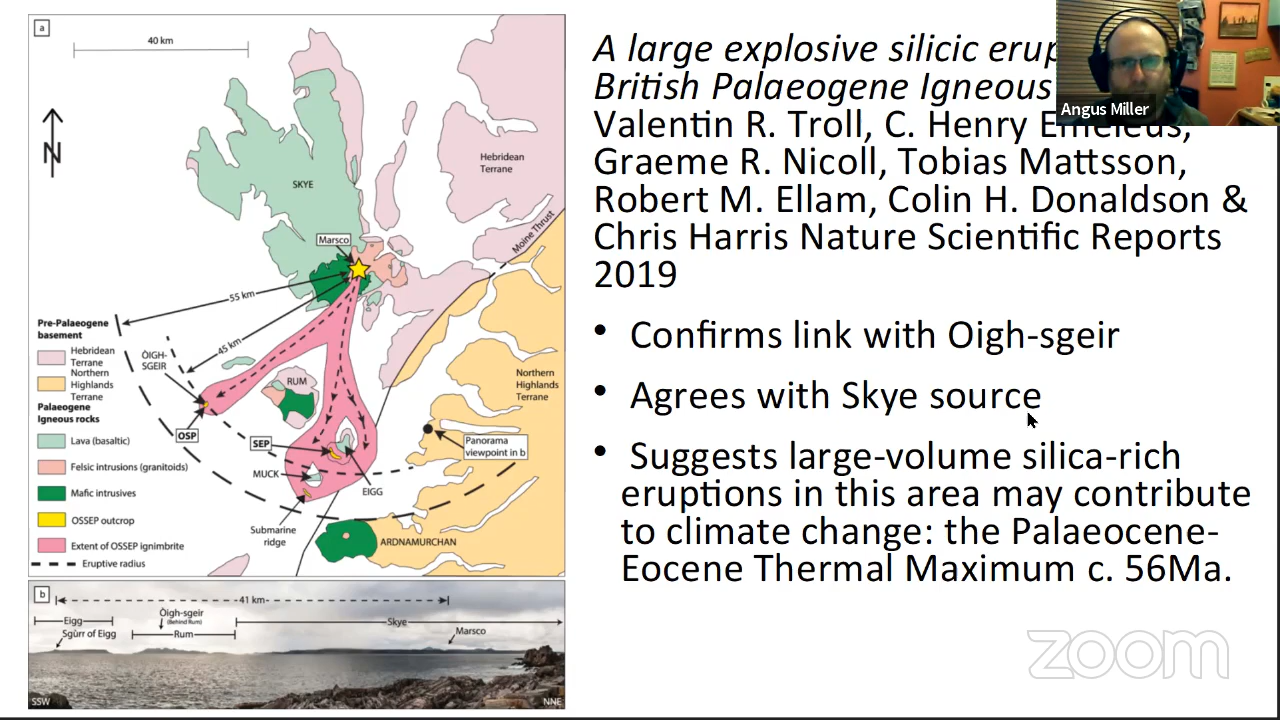 a
40 km
N
SKYE
Hebridean
Terrane
Moine Thrust
Marsco
55 km
45 km
Pre-Palaeogene
basement
Hebridean
Terrane
Northern
Highlands
Terrane
Palaeogene
Igneous rocks
Lava (basaltic)
Felsic intrusions (granitoids)
Mafic intrusives
OSSEP outcrop
Extent of OSSEP ignimbrite
Eruptive radius
ÒIGH-
SGEIR
RUM
OSP
SEP
MUCK
EIGG
Submarine
ridge
ARDNAMURCHAN
Northern
Highlands
Terrane
Panorama
viewpoint in b
b
41 km
Eigg
Sgùrr of Eigg
Òigh-sgeir
(Behind Rum)
Rum
Skye
Marsco
SSW
NNE
A large explosive silicic
British Palaeogene Igneous
Valentin R. Troll, C. Henry Emeleus,
Graeme R. Nicoll, Tobias Mattsson,
Robert M. Ellam, Colin H. Donaldson &
Chris Harris Nature Scientific Reports
2019
• Confirms link with Oigh-sgeir
• Agrees with Skye source
• Suggests large-volume silica-rich
eruptions in this area may contribute
to climate change: the Palaeocene-
Eocene Thermal Maximum c. 56Ma.
Angus Miller
zoom